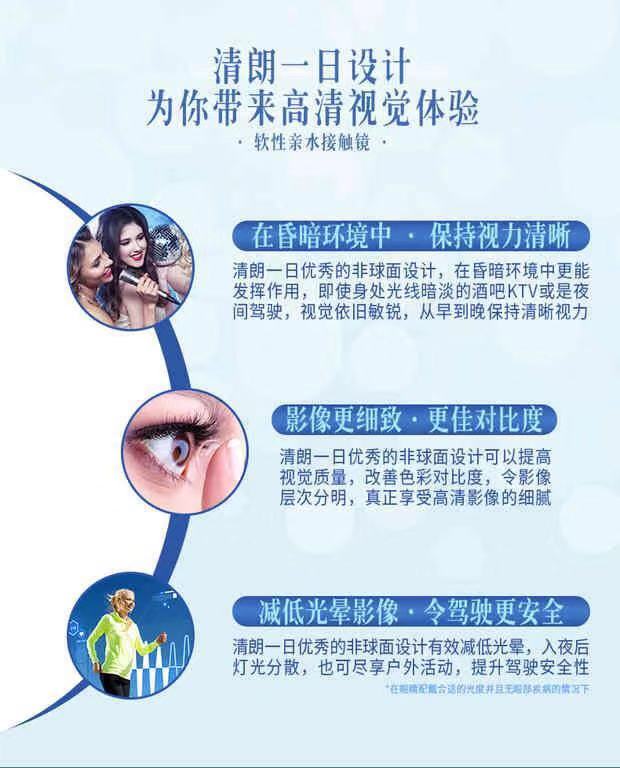 清朗一日设计
为你带来高清视觉体验
· 软性亲水接触镜 ·
在昏暗环境中 · 保持视力清晰
清朗一日优秀的非球面设计，在昏暗环境中更能
发挥作用，即使身处光线暗淡的酒吧KTV或是夜
间驾驶，视觉依旧敏锐，从早到晚保持清晰视力
影像更细致 · 更佳对比度
清朗一日优秀的非球面设计可以提高
视觉质量，改善色彩对比度，令影像
层次分明，真正享受高清影像的细腻
减低光晕影像 · 令驾驶更安全
清朗一日优秀的非球面设计有效减低光晕，入夜后
灯光分散，也可尽享户外活动，提升驾驶安全性
*在眼睛配戴合适的光度并且无眼部疾病的情况下